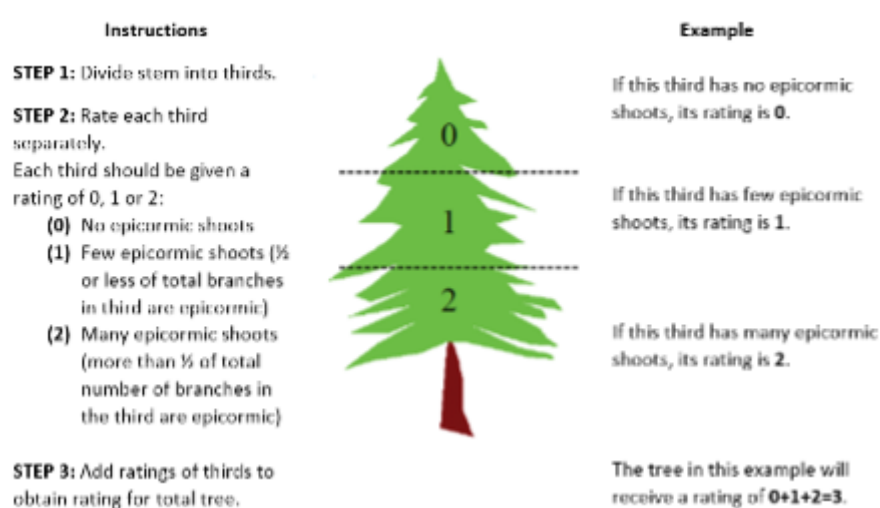 Instructions
STEP 1: Divide stem into thirds.
STEP 2: Rate each third
separately.
Each third should be given a
rating of 0, 1 or 2:
(0) No epicormic shoots
(1) Few epicormic shoots (½
or less of total branches
in third are epicormic)
(2) Many epicormic shoots
(more than ½ of total
number of branches in
the third are epicormic)
STEP 3: Add ratings of thirds to
obtain rating for total tree.
0
1
2
Example
If this third has no epicormic
shoots, its rating is 0.
If this third has few epicormic
shoots, its rating is 1.
If this third has many epicormic
shoots, its rating is 2.
The tree in this example will
receive a rating of 0+1+2=3.